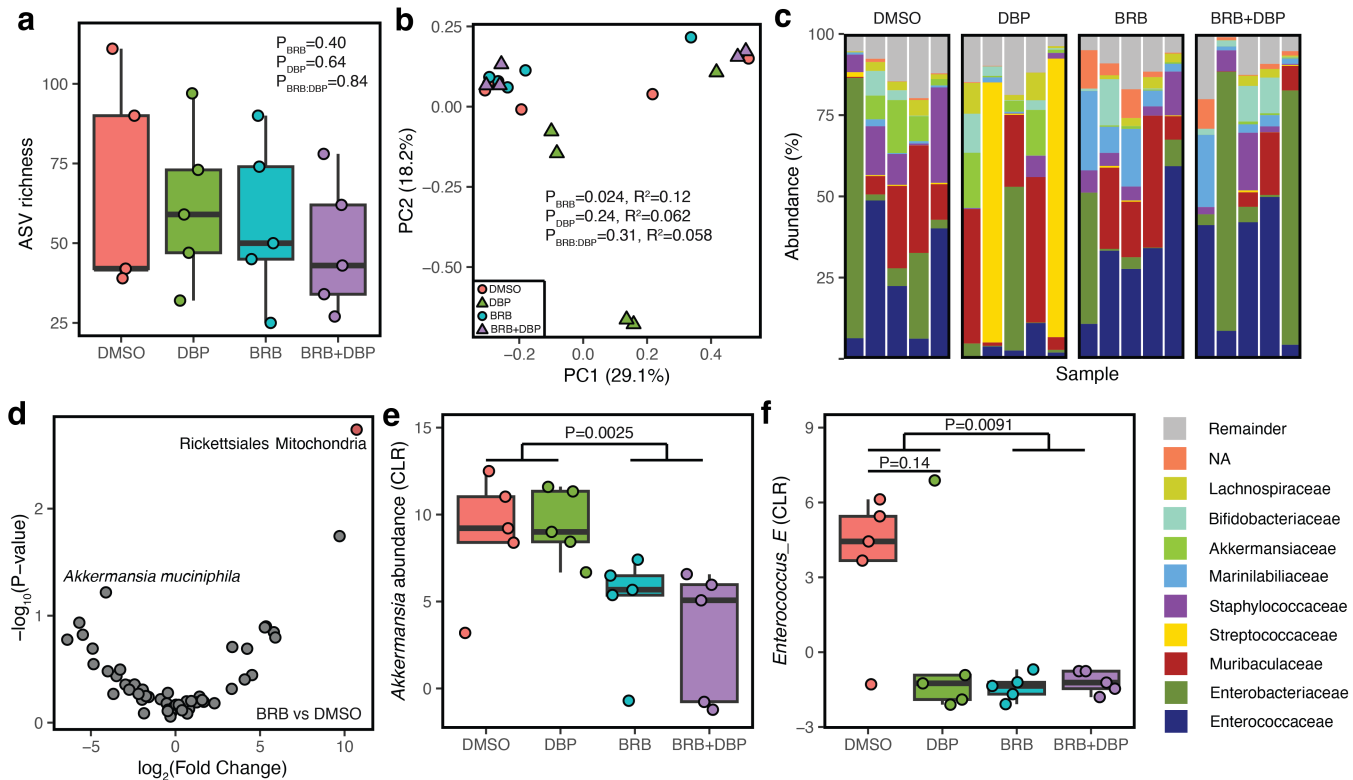 a
ASV richness
100
75
50
25
P_BRB=0.40
P_DBP=0.64
P_BRB:DBP=0.84
DMSO DBP BRB BRB+DBP
b
PC2 (18.2%)
0.25
0.00
−0.25
−0.50
P_BRB=0.024, R²=0.12
P_DBP=0.24, R²=0.062
P_BRB:DBP=0.31, R²=0.058
DMSO
DBP
BRB
BRB+DBP
−0.2 0.0 0.2 0.4
PC1 (29.1%)
c
DMSO DBP BRB BRB+DBP
Abundance (%)
100
75
50
25
Sample
d
−log₁₀(P−value)
2
1
0
Rickettsiales Mitochondria
Akkermansia muciniphila
BRB vs DMSO
−5 0 5 10
log₂(Fold Change)
e
Akkermansia abundance (CLR)
15
10
5
0
P=0.0025
DMSO DBP BRB BRB+DBP
f
Enterococcus_E (CLR)
9
6
3
0
−3
P=0.0091
P=0.14
DMSO DBP BRB BRB+DBP
Remainder
NA
Lachnospiraceae
Bifidobacteriaceae
Akkermansiaceae
Marinilabiliaceae
Staphylococcaceae
Streptococcaceae
Muribaculaceae
Enterobacteriaceae
Enterococcaceae